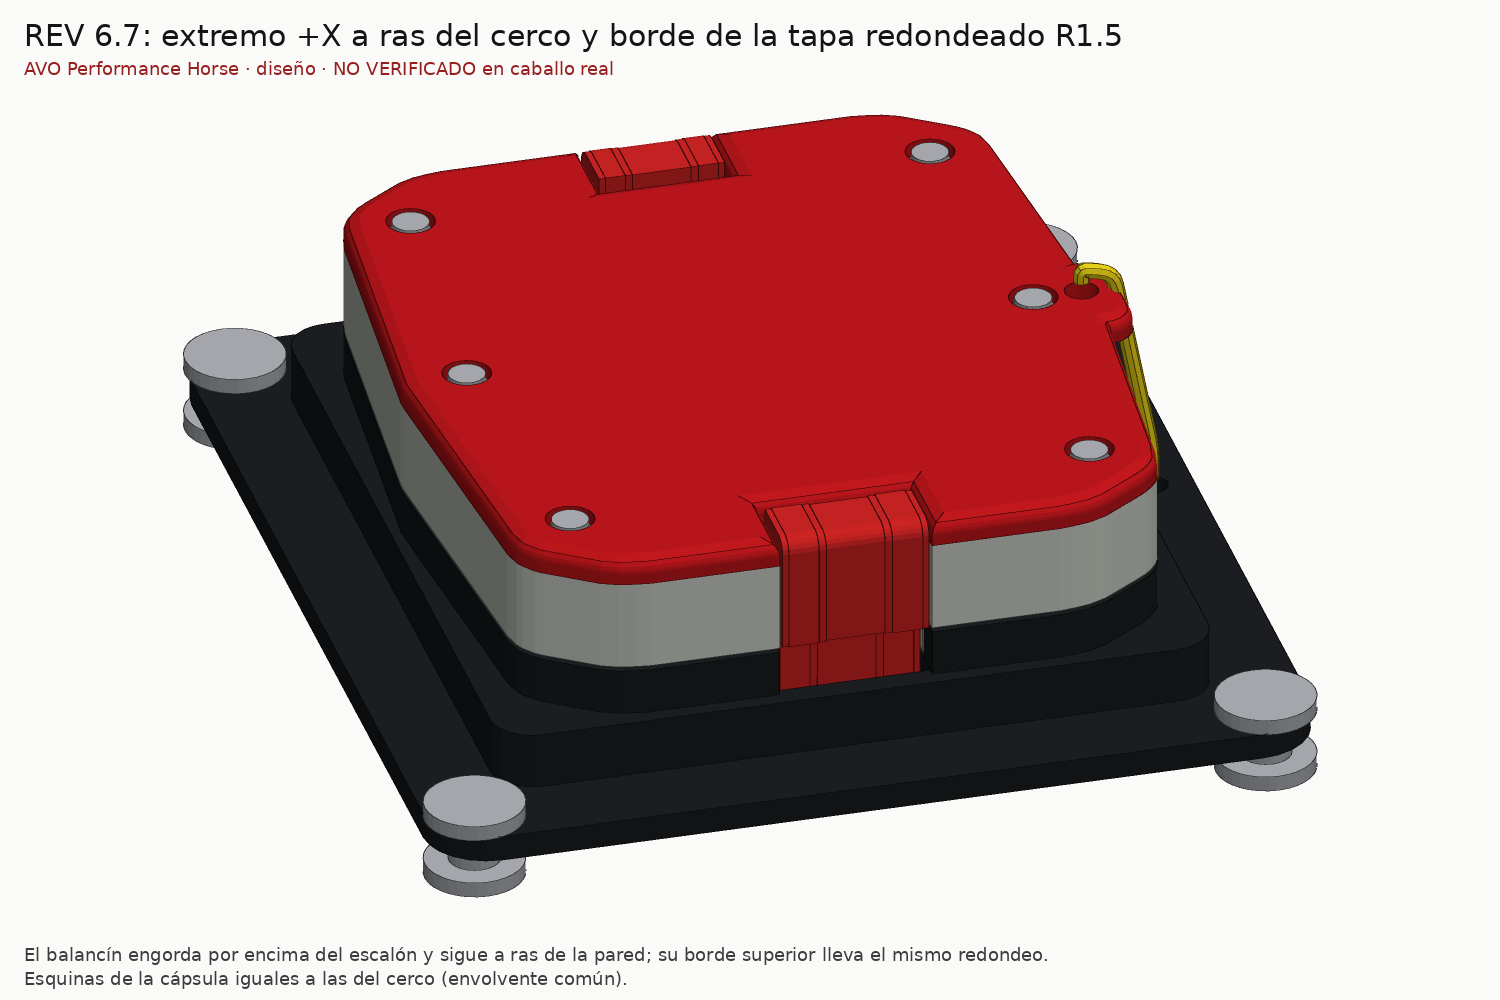 REV 6.7: extremo +X a ras del cerco y borde de la tapa redondeado R1.5
AVO Performance Horse · diseño · NO VERIFICADO en caballo real
El balancín engorda por encima del escalón y sigue a ras de la pared; su borde superior lleva el mismo redondeo.
Esquinas de la cápsula iguales a las del cerco (envolvente común).